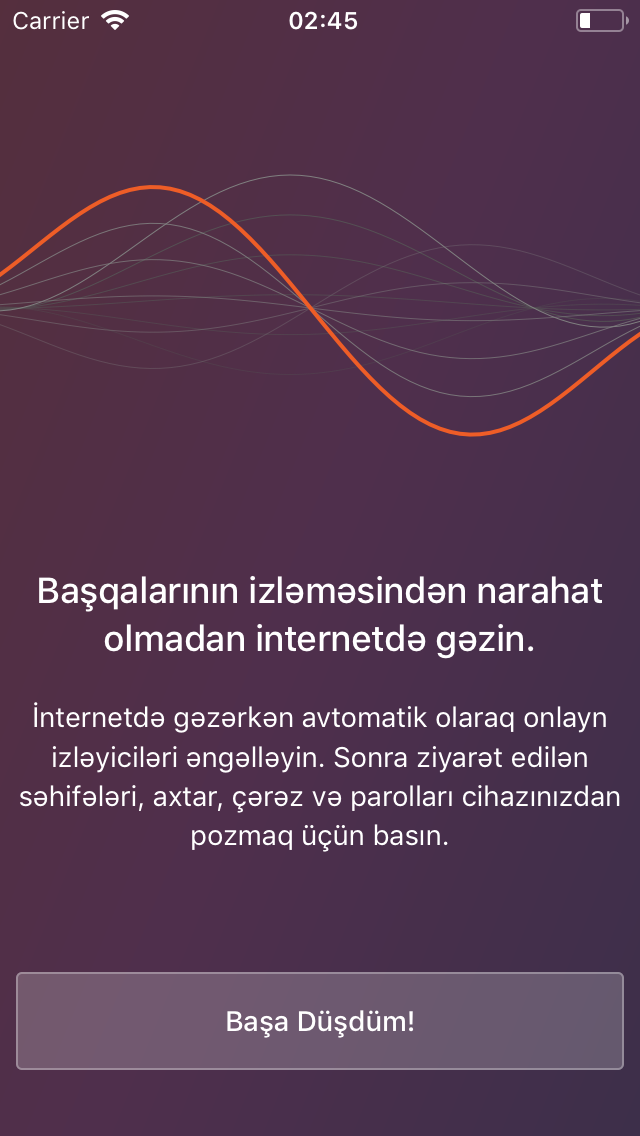 Carrier 02:45
Başqalarının izləməsindən narahat
olmadan internetdə gəzin.
İnternetdə gəzərkən avtomatik olaraq onlayn
izləyiciləri əngəlləyin. Sonra ziyarət edilən
səhifələri, axtar, çərəz və parolları cihazınızdan
pozmaq üçün basın.
Başa Düşdüm!